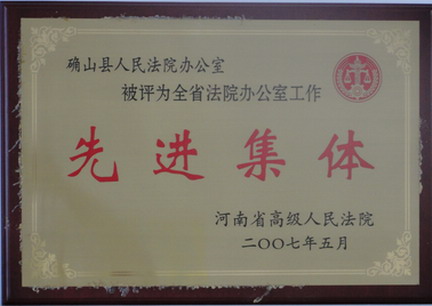 确山县人民法院办公室
被评为全省法院办公室工作
先进集体
河南省高级人民法院
二〇〇七年五月